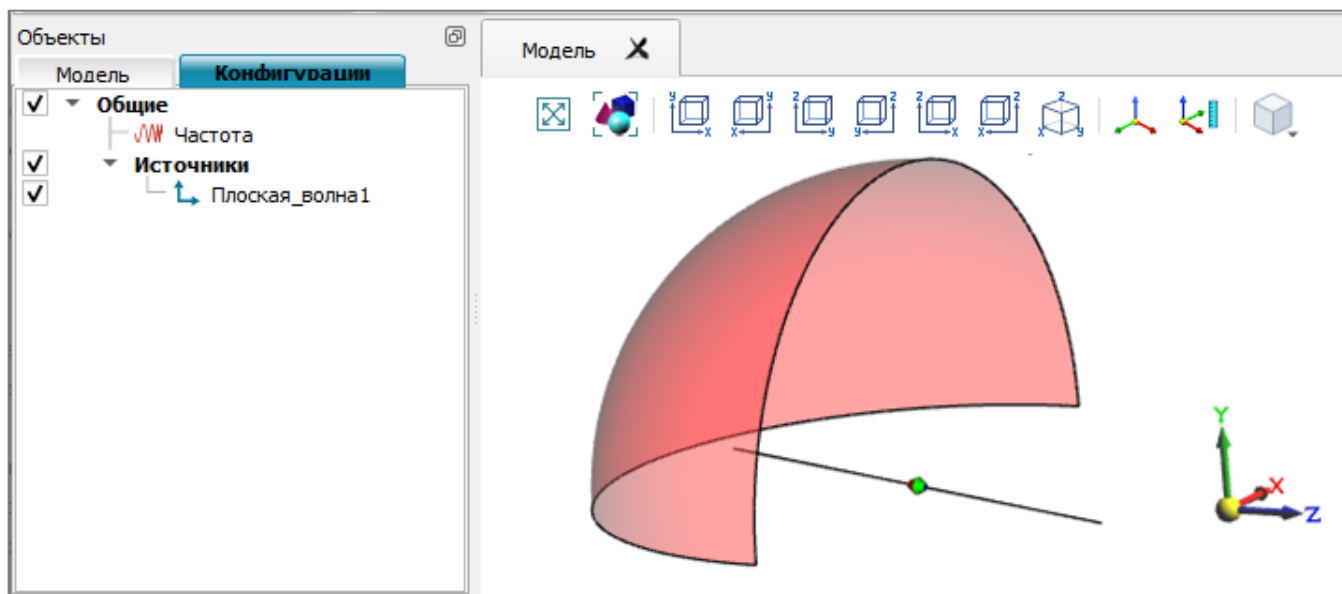 Объекты
Модель
Модель Конфигурации
Общие
Частота
Источники
Плоская_волна1
y x
y x
z y
z y
z x
z x
z x y
Y
X
Z